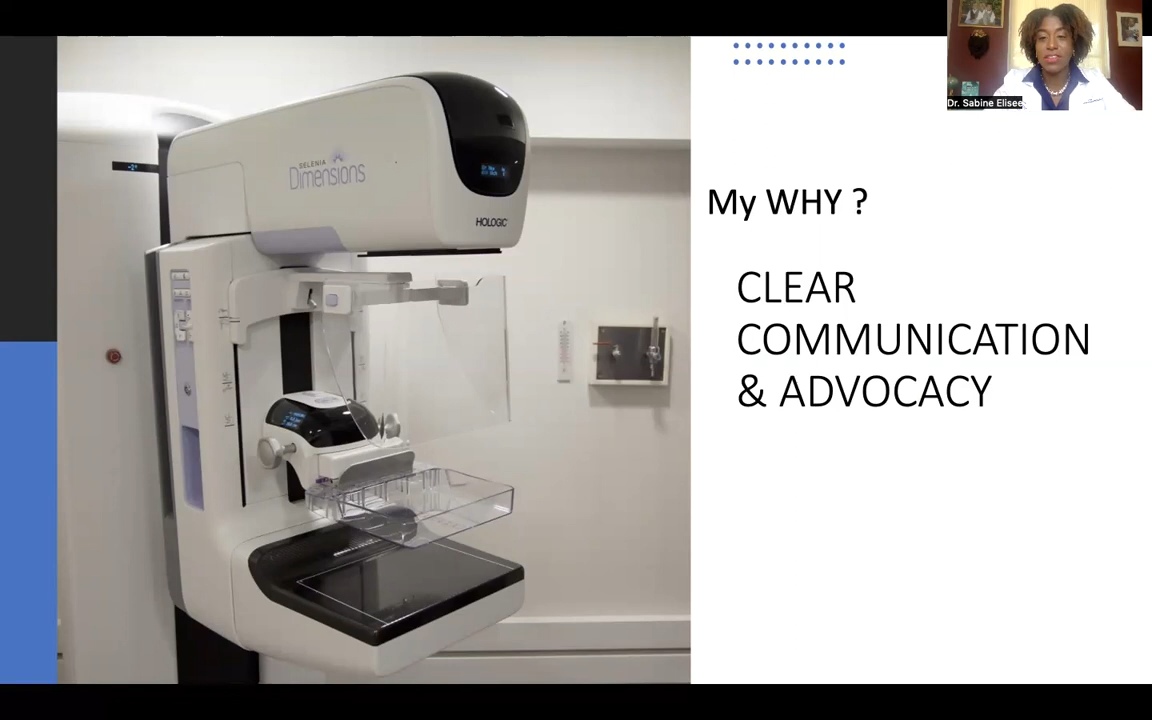 Dr. Sabine Elisee
SELENIA
Dimensions
HOLOGIC
My WHY ?
CLEAR
COMMUNICATION
& ADVOCACY